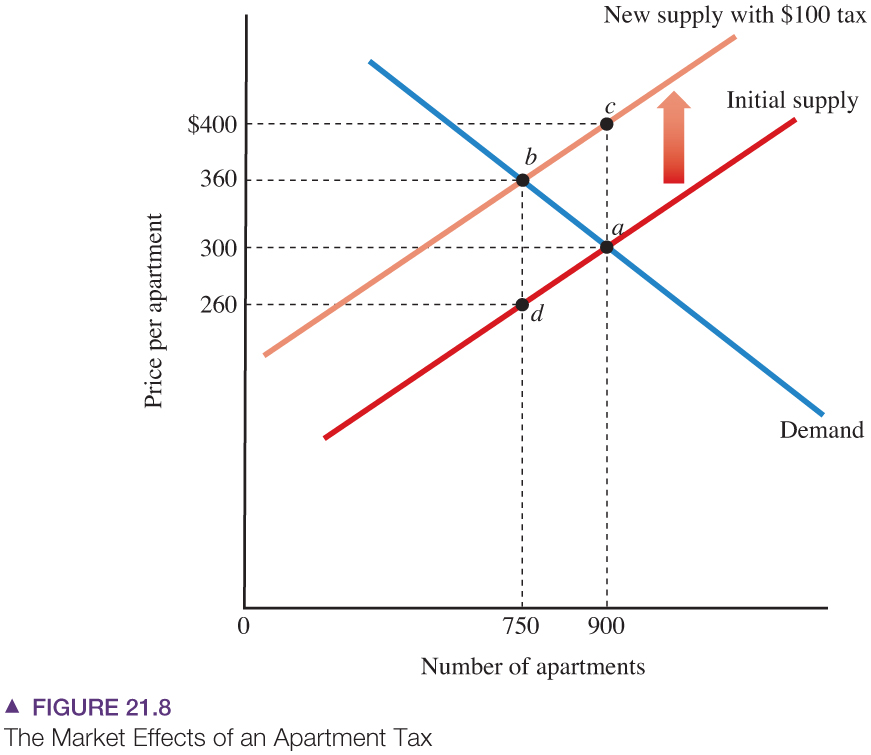 New supply with $100 tax
Initial supply
c
$400
b
360
a
300
260
d
Price per apartment
Demand
0
750
900
Number of apartments
▲ FIGURE 21.8
The Market Effects of an Apartment Tax